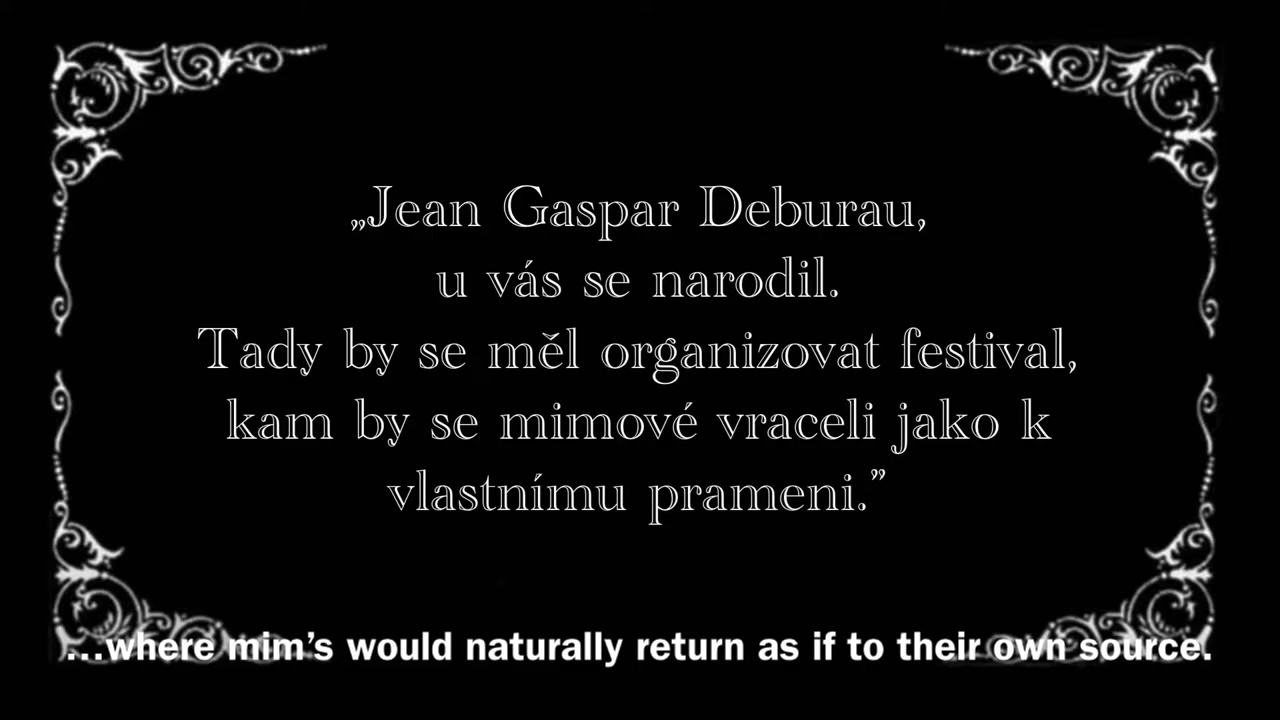 „Jean Gaspar Deburau,
u vás se narodil.
Tady by se měl organizovat festival,
kam by se mimové vraceli jako k
vlastnímu prameni.”
...where mim’s would naturally return as if to their own source.